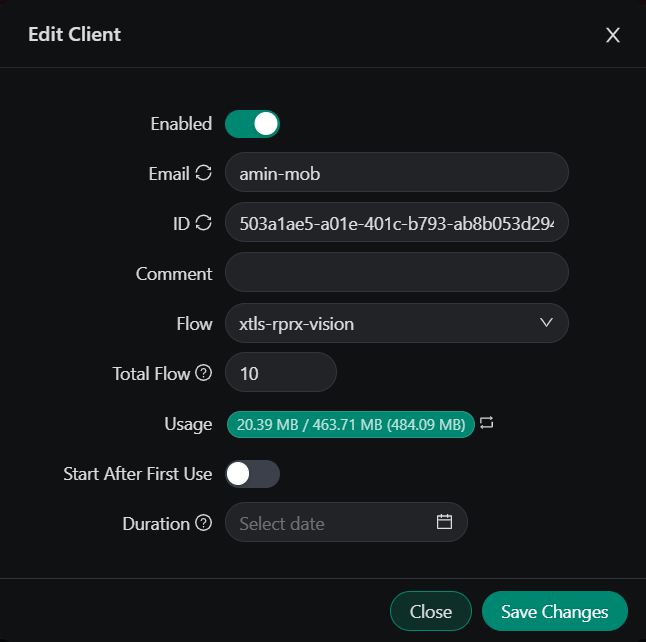 Edit Client
Enabled
Email amin-mob
ID 503a1ae5-a01e-401c-b793-ab8b053d294
Comment
Flow xtls-rprx-vision
Total Flow 10
Usage 20.39 MB / 463.71 MB (484.09 MB)
Start After First Use
Duration Select date
Close Save Changes